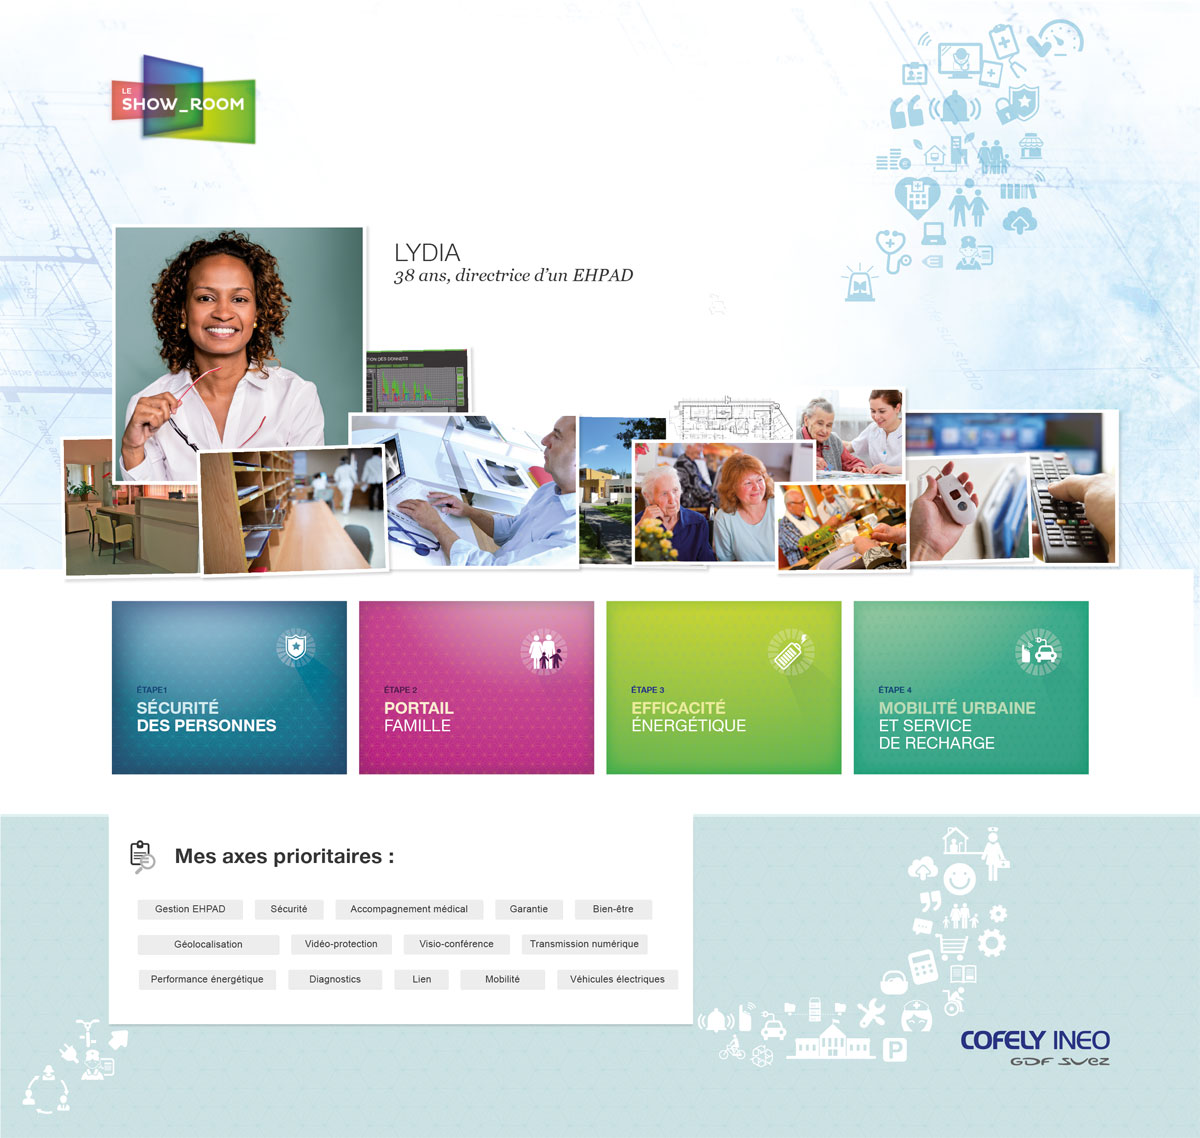 LE
SHOW_ROOM
LYDIA
38 ans, directrice d’un EHPAD
ÉTAPE1
SÉCURITÉ
DES PERSONNES
ÉTAPE 2
PORTAIL
FAMILLE
ÉTAPE 3
EFFICACITÉ
ÉNERGÉTIQUE
ÉTAPE 4
MOBILITÉ URBAINE
ET SERVICE
DE RECHARGE
Mes axes prioritaires :
Gestion EHPAD Sécurité Accompagnement médical Garantie Bien-être
Géolocalisation Vidéo-protection Visio-conférence Transmission numérique
Performance énergétique Diagnostics Lien Mobilité Véhicules électriques
P
COFELY INEO
GDF SUEZ